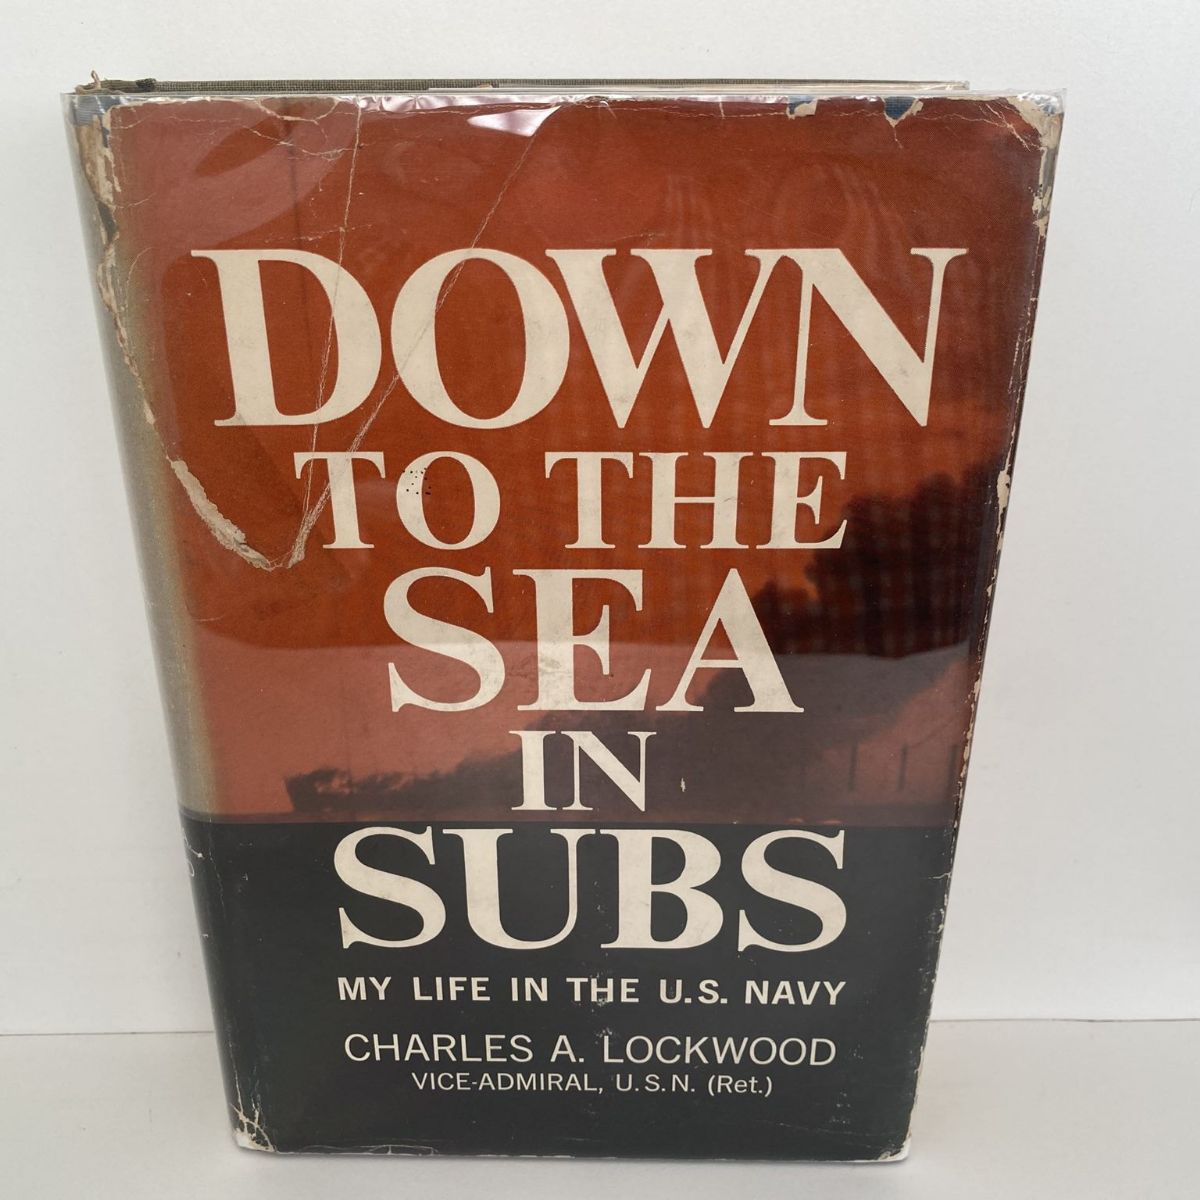 DOWN
TO THE
SEA
IN
SUBS
MY LIFE IN THE U.S. NAVY
CHARLES A. LOCKWOOD
VICE-ADMIRAL, U.S.N. (Ret.)